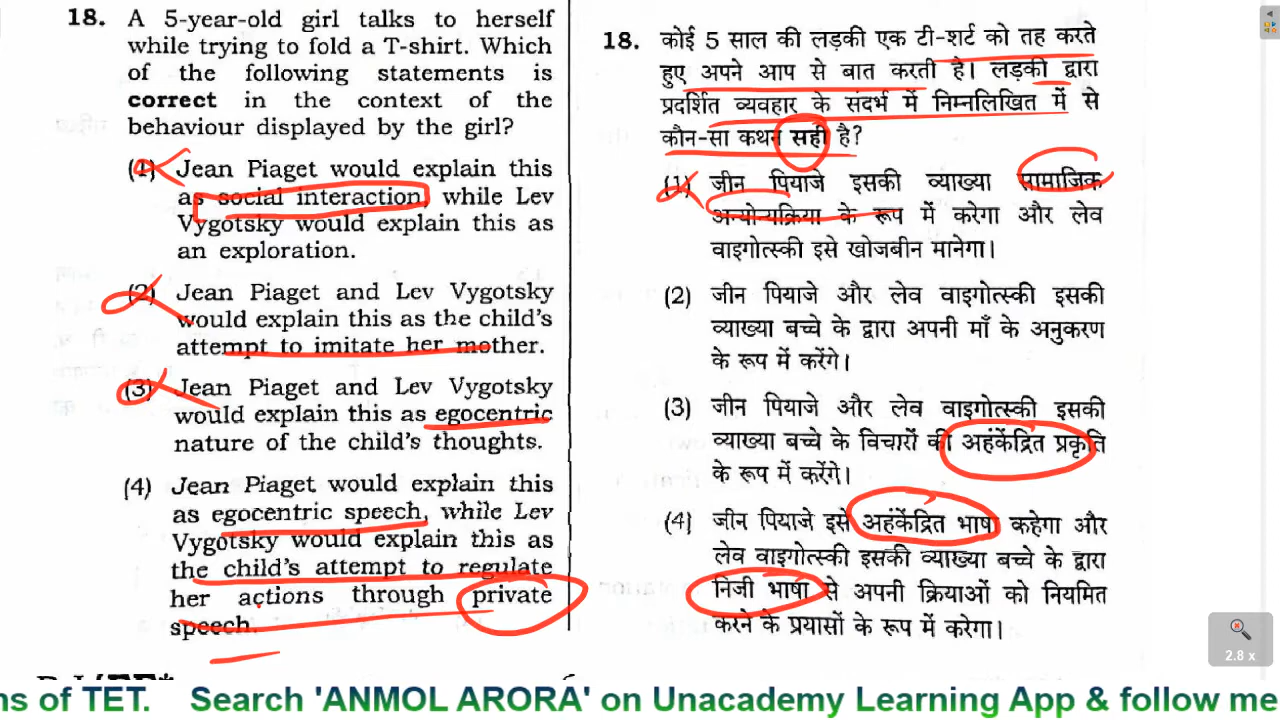 18. A 5-year-old girl talks to herself
while trying to fold a T-shirt. Which
of the following statements is
correct in the context of the
behaviour displayed by the girl?
(1) Jean Piaget would explain this
as social interaction, while Lev
Vygotsky would explain this as
an exploration.
(2) Jean Piaget and Lev Vygotsky
would explain this as the child's
attempt to imitate her mother.
(3) Jean Piaget and Lev Vygotsky
would explain this as egocentric
nature of the child's thoughts.
(4) Jean Piaget would explain this
as egocentric speech, while Lev
Vygotsky would explain this as
the child's attempt to regulate
her actions through private
speech.
18. कोई 5 साल की लड़की एक टी-शर्ट को तह करते
हुए अपने आप से बात करती है। लड़की द्वारा
प्रदर्शित व्यवहार के संदर्भ में निम्नलिखित में से
कौन-सा कथन सही है?
(1) जीन पियाजे इसकी व्याख्या सामाजिक
अन्योन्यक्रिया के रूप में करेगा और लेव
वाइगोत्स्की इसे खोजबीन मानेगा।
(2) जीन पियाजे और लेव वाइगोत्स्की इसकी
व्याख्या बच्चे के द्वारा अपनी माँ के अनुकरण
के रूप में करेंगे।
(3) जीन पियाजे और लेव वाइगोत्स्की इसकी
व्याख्या बच्चे के विचारों की अहंकेंद्रित प्रकृति
के रूप में करेंगे।
(4) जीन पियाजे इसे अहंकेंद्रित भाषा कहेगा और
लेव वाइगोत्स्की इसकी व्याख्या बच्चे के द्वारा
निजी भाषा से अपनी क्रियाओं को नियमित
करने के प्रयासों के रूप में करेगा।
2.8 x
ns of TET. Search 'ANMOL ARORA' on Unacademy Learning App & follow me